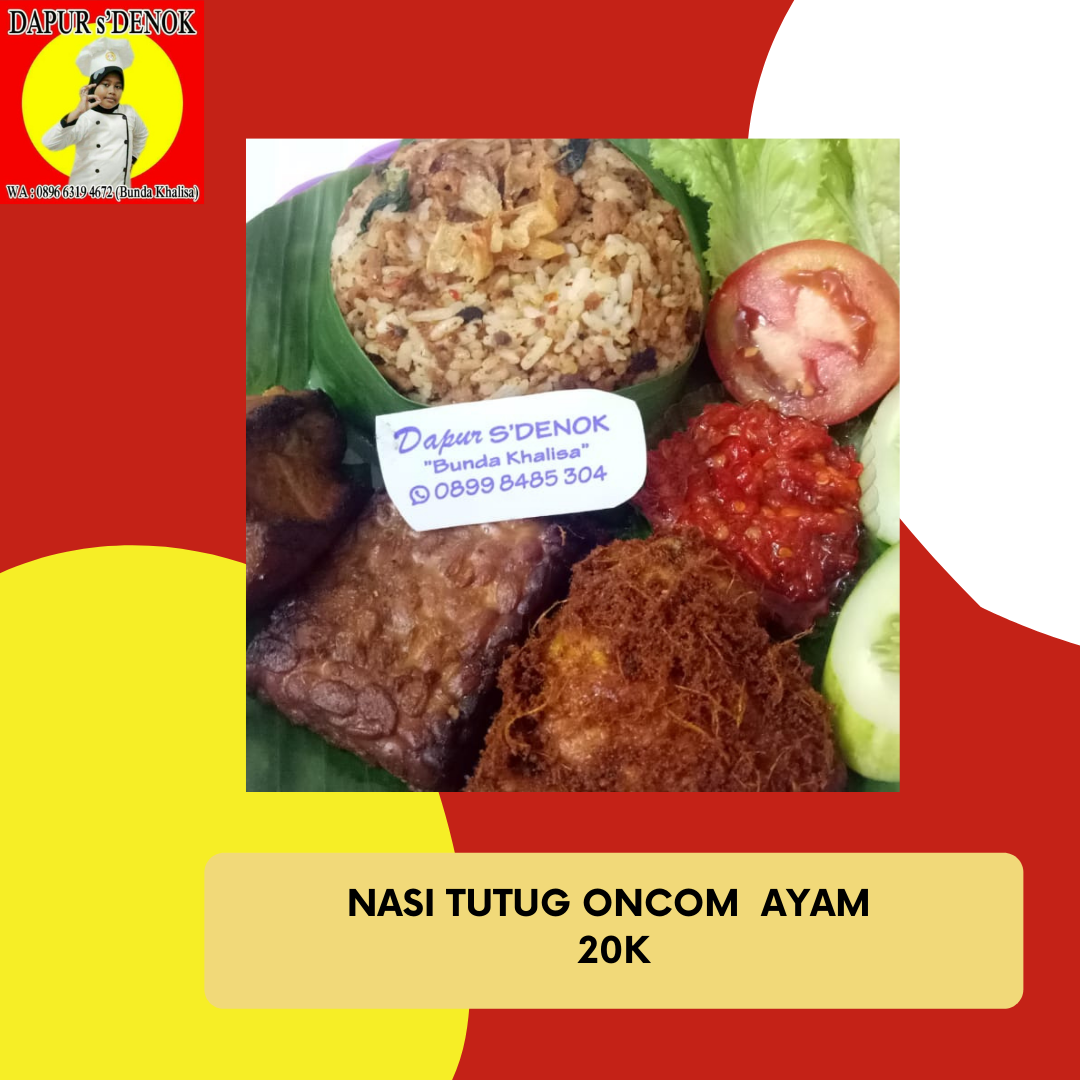 DAPUR s'DENOK
WA : 0896 6319 4672 (Bunda Khalisa)
Dapur S'DENOK
"Bunda Khalisa"
0899 8485 304
NASI TUTUG ONCOM AYAM
20K